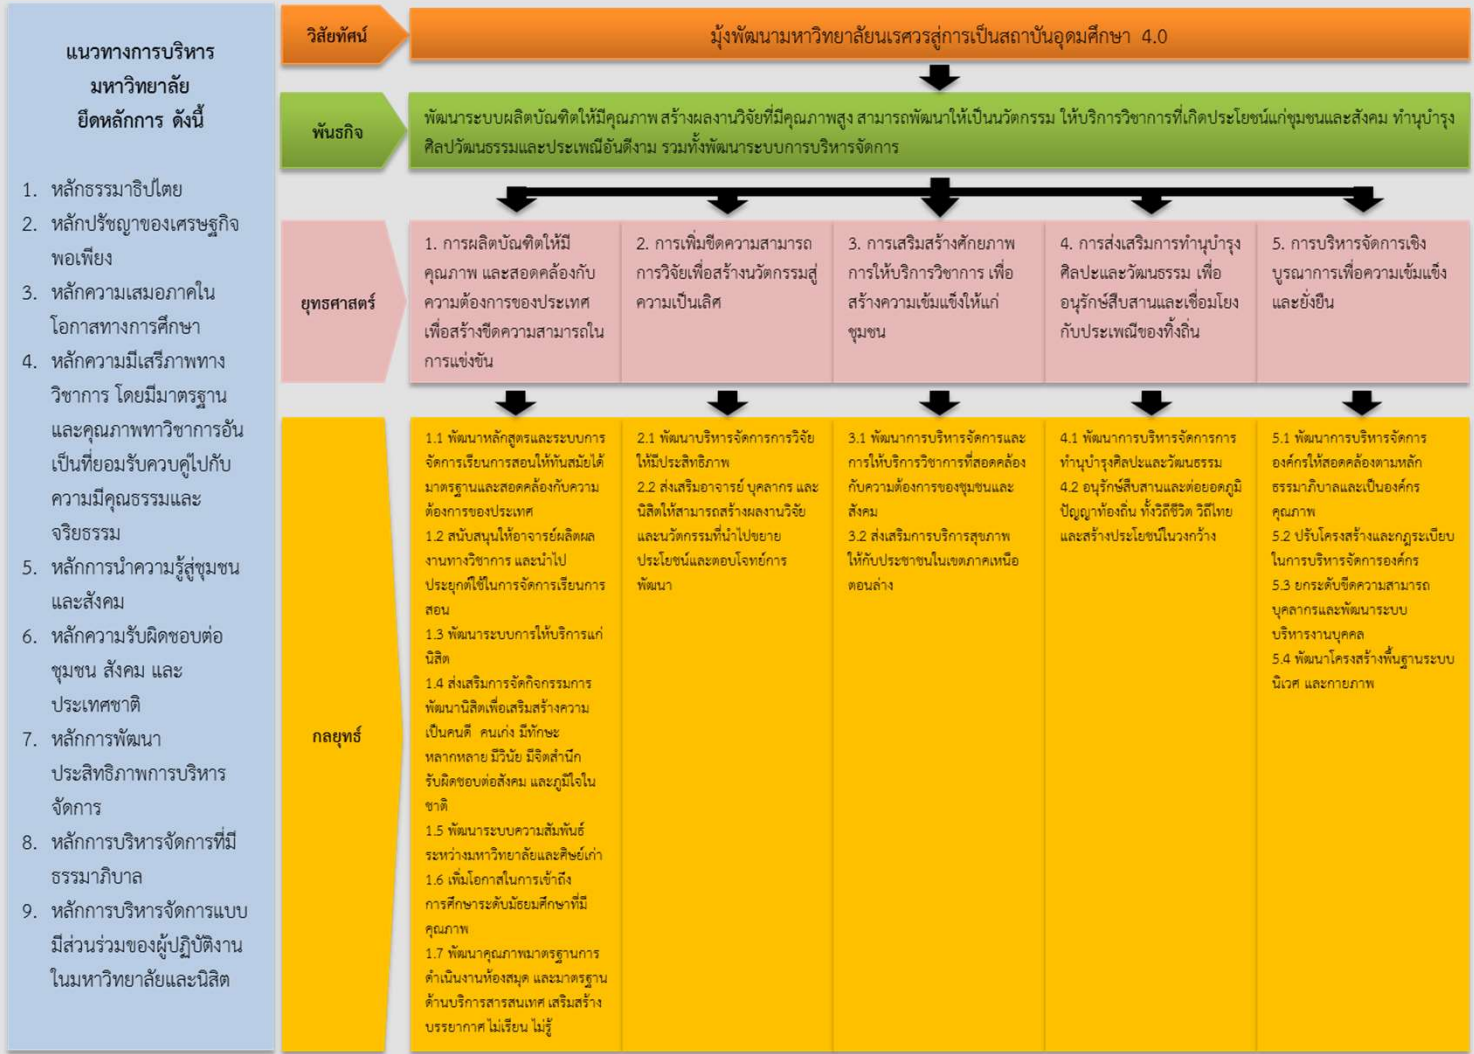 แนวทางการบริหาร
มหาวิทยาลัย
ยึดหลักการ ดังนี้
1. หลักธรรมาธิปไตย
2. หลักปรัชญาของเศรษฐกิจ
พอเพียง
3. หลักความเสมอภาคใน
โอกาสทางการศึกษา
4. หลักความมีเสรีภาพทาง
วิชาการ โดยมีมาตรฐาน
และคุณภาพทาวิชาการอัน
เป็นที่ยอมรับควบคู่ไปกับ
ความมีคุณธรรมและ
จริยธรรม
5. หลักการนำความรู้สู่ชุมชน
และสังคม
6. หลักความรับผิดชอบต่อ
ชุมชน สังคม และ
ประเทศชาติ
7. หลักการพัฒนา
ประสิทธิภาพการบริหาร
จัดการ
8. หลักการบริหารจัดการที่มี
ธรรมาภิบาล
9. หลักการบริหารจัดการแบบ
มีส่วนร่วมของผู้ปฏิบัติงาน
ในมหาวิทยาลัยและนิสิต
วิสัยทัศน์
มุ้งพัฒนามหาวิทยาลัยนเรศวรสู่การเป็นสถาบันอุดมศึกษา 4.0
พันธกิจ
พัฒนาระบบผลิตบัณฑิตให้มีคุณภาพ สร้างผลงานวิจัยที่มีคุณภาพสูง สามารถพัฒนาให้เป็นนวัตกรรม ให้บริการวิชาการที่เกิดประโยชน์แก่ชุมชนและสังคม ทำนุบำรุง
ศิลปวัฒนธรรมและประเพณีอันดีงาม รวมทั้งพัฒนาระบบการบริหารจัดการ
ยุทธศาสตร์
1. การผลิตบัณฑิตให้มี
คุณภาพ และสอดคล้องกับ
ความต้องการของประเทศ
เพื่อสร้างขีดความสามารถใน
การแข่งขัน
2. การเพิ่มขีดความสามารถ
การวิจัยเพื่อสร้างนวัตกรรมสู่
ความเป็นเลิศ
3. การเสริมสร้างศักยภาพ
การให้บริการวิชาการ เพื่อ
สร้างความเข้มแข็งให้แก่
ชุมชน
4. การส่งเสริมการทำนุบำรุง
ศิลปะและวัฒนธรรม เพื่อ
อนุรักษ์สืบสานและเชื่อมโยง
กับประเพณีของทิ้งถิ่น
5. การบริหารจัดการเชิง
บูรณาการเพื่อความเข้มแข็ง
และยั่งยืน
กลยุทธ์
1.1 พัฒนาหลักสูตรและระบบการ
จัดการเรียนการสอนให้ทันสมัยได้
มาตรฐานและสอดคล้องกับความ
ต้องการของประเทศ
1.2 สนับสนุนให้อาจารย์ผลิตผล
งานทางวิชาการ และนำไป
ประยุกต์ใช้ในการจัดการเรียนการ
สอน
1.3 พัฒนาระบบการให้บริการแก่
นิสิต
1.4 ส่งเสริมการจัดกิจกรรมการ
พัฒนานิสิตเพื่อเสริมสร้างความ
เป็นคนดี คนเก่ง มีทักษะ
หลากหลาย มีวินัย มีจิตสำนึก
รับผิดชอบต่อสังคม และภูมิใจใน
ชาติ
1.5 พัฒนาระบบความสัมพันธ์
ระหว่างมหาวิทยาลัยและศิษย์เก่า
1.6 เพิ่มโอกาสในการเข้าถึง
การศึกษาระดับมัธยมศึกษาที่มี
คุณภาพ
1.7 พัฒนาคุณภาพมาตรฐานการ
ดำเนินงานห้องสมุด และมาตรฐาน
ด้านบริการสารสนเทศ เสริมสร้าง
บรรยากาศ ไม่เรียน ไม่รู้
2.1 พัฒนาบริหารจัดการการวิจัย
ให้มีประสิทธิภาพ
2.2 ส่งเสริมอาจารย์ บุคลากร และ
นิสิตให้สามารถสร้างผลงานวิจัย
และนวัตกรรมที่นำไปขยาย
ประโยชน์และตอบโจทย์การ
พัฒนา
3.1 พัฒนาการบริหารจัดการและ
การให้บริการวิชาการที่สอดคล้อง
กับความต้องการของชุมชนและ
สังคม
3.2 ส่งเสริมการบริการสุขภาพ
ให้กับประชาชนในเขตภาคเหนือ
ตอนล่าง
4.1 พัฒนาการบริหารจัดการการ
ทำนุบำรุงศิลปะและวัฒนธรรม
4.2 อนุรักษ์สืบสานและต่อยอดภูมิ
ปัญญาท้องถิ่น ทั้งวิถีชีวิต วิถีไทย
และสร้างประโยชน์ในวงกว้าง
5.1 พัฒนาการบริหารจัดการ
องค์กรให้สอดคล้องตามหลัก
ธรรมาภิบาลและเป็นองค์กร
คุณภาพ
5.2 ปรับโครงสร้างและกฎระเบียบ
ในการบริหารจัดการองค์กร
5.3 ยกระดับขีดความสามารถ
บุคลากรและพัฒนาระบบ
บริหารงานบุคคล
5.4 พัฒนาโครงสร้างพื้นฐานระบบ
นิเวศ และกายภาพ